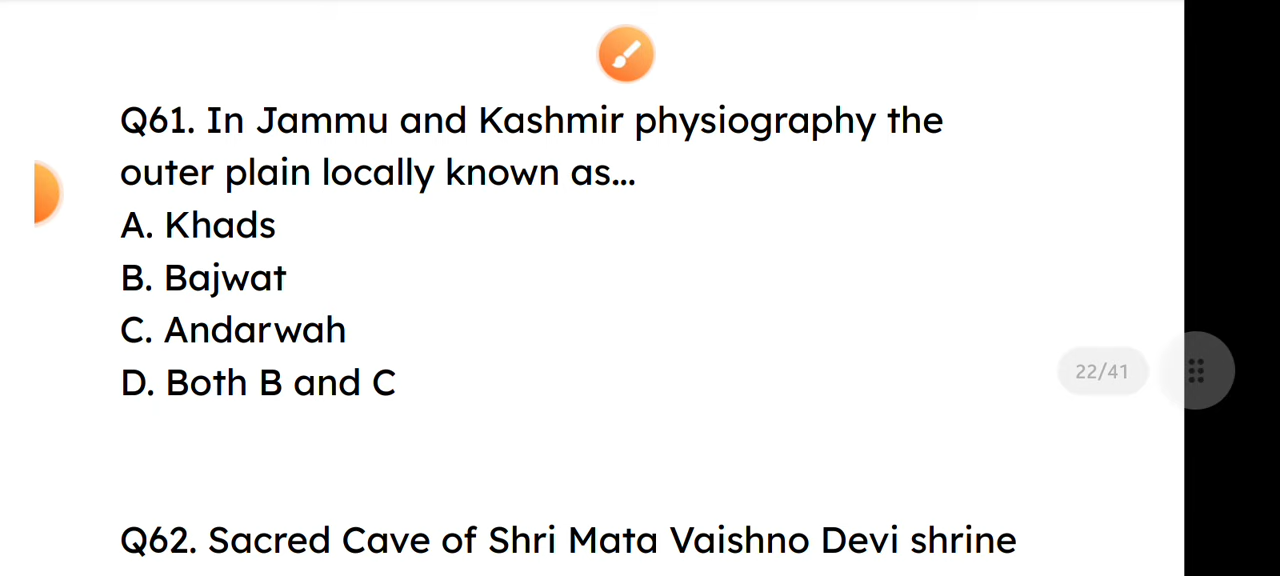 Q61. In Jammu and Kashmir physiography the
outer plain locally known as...
A. Khads
B. Bajwat
C. Andarwah
D. Both B and C
22/41
Q62. Sacred Cave of Shri Mata Vaishno Devi shrine